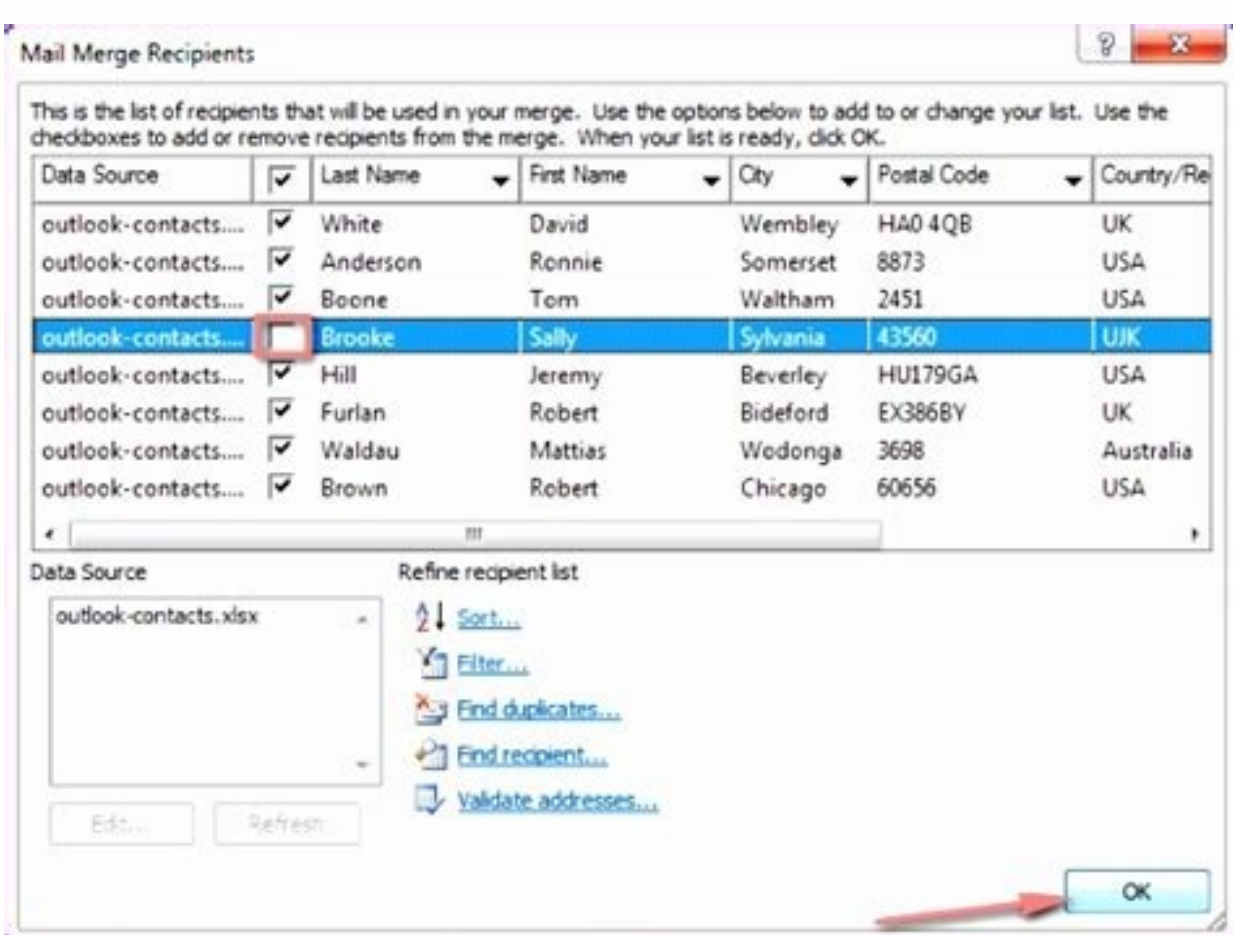 Mail Merge Recipients
This is the list of recipients that will be used in your merge. Use the options below to add to or change your list. Use the
checkboxes to add or remove recipients from the merge. When your list is ready, click OK.
Data Source Last Name First Name City Postal Code Country/Re
outlook-contacts.... White David Wembley HA0 4QB UK
outlook-contacts.... Anderson Ronnie Somerset 8873 USA
outlook-contacts.... Boone Tom Waltham 2451 USA
outlook-contacts.... Brooke Sally Sylvania 43560 UJK
outlook-contacts.... Hill Jeremy Beverley HU179GA USA
outlook-contacts.... Furlan Robert Bideford EX386BY UK
outlook-contacts.... Waldau Mattias Wodonga 3698 Australia
outlook-contacts.... Brown Robert Chicago 60656 USA
Data Source Refine recipient list
outlook-contacts.xlsx
Sort...
Filter...
Find duplicates...
Find recipient...
Validate addresses...
Edit... Refresh
OK